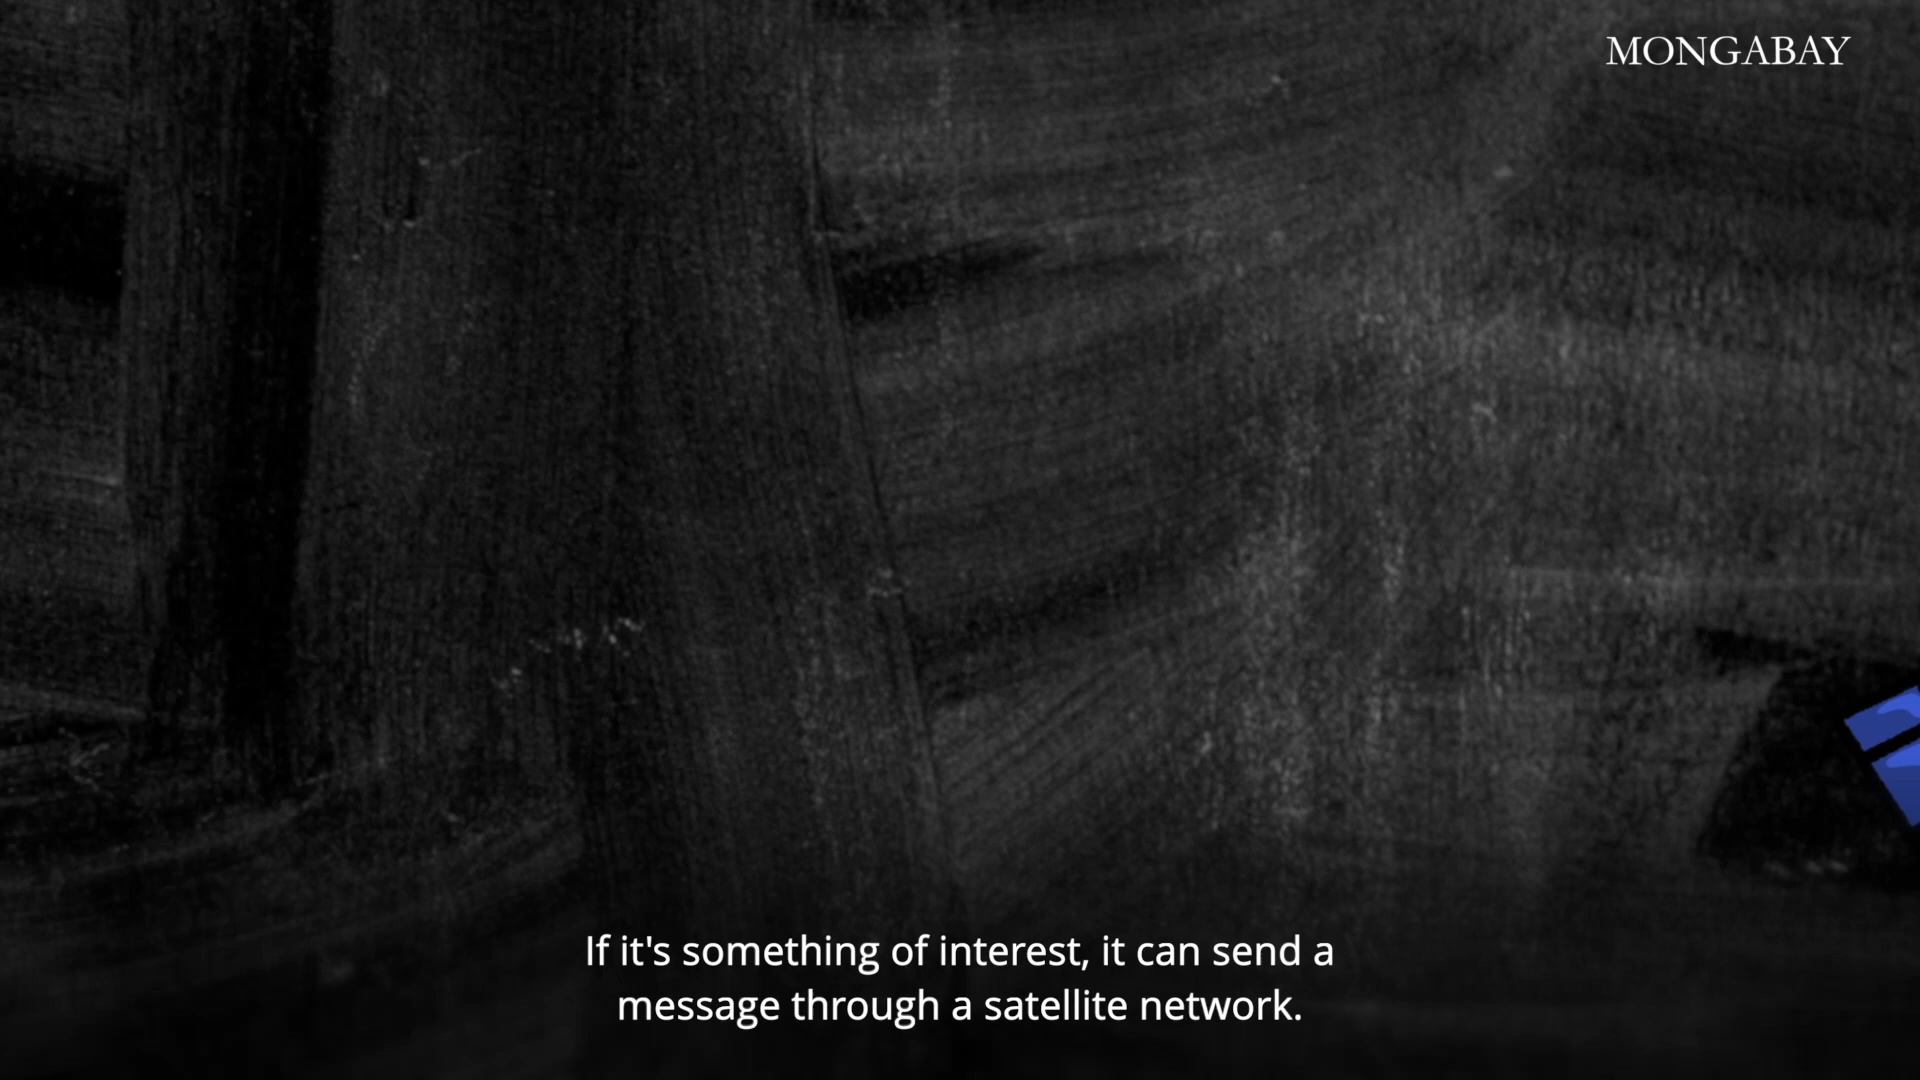 MONGABAY
If it's something of interest, it can send a
message through a satellite network.